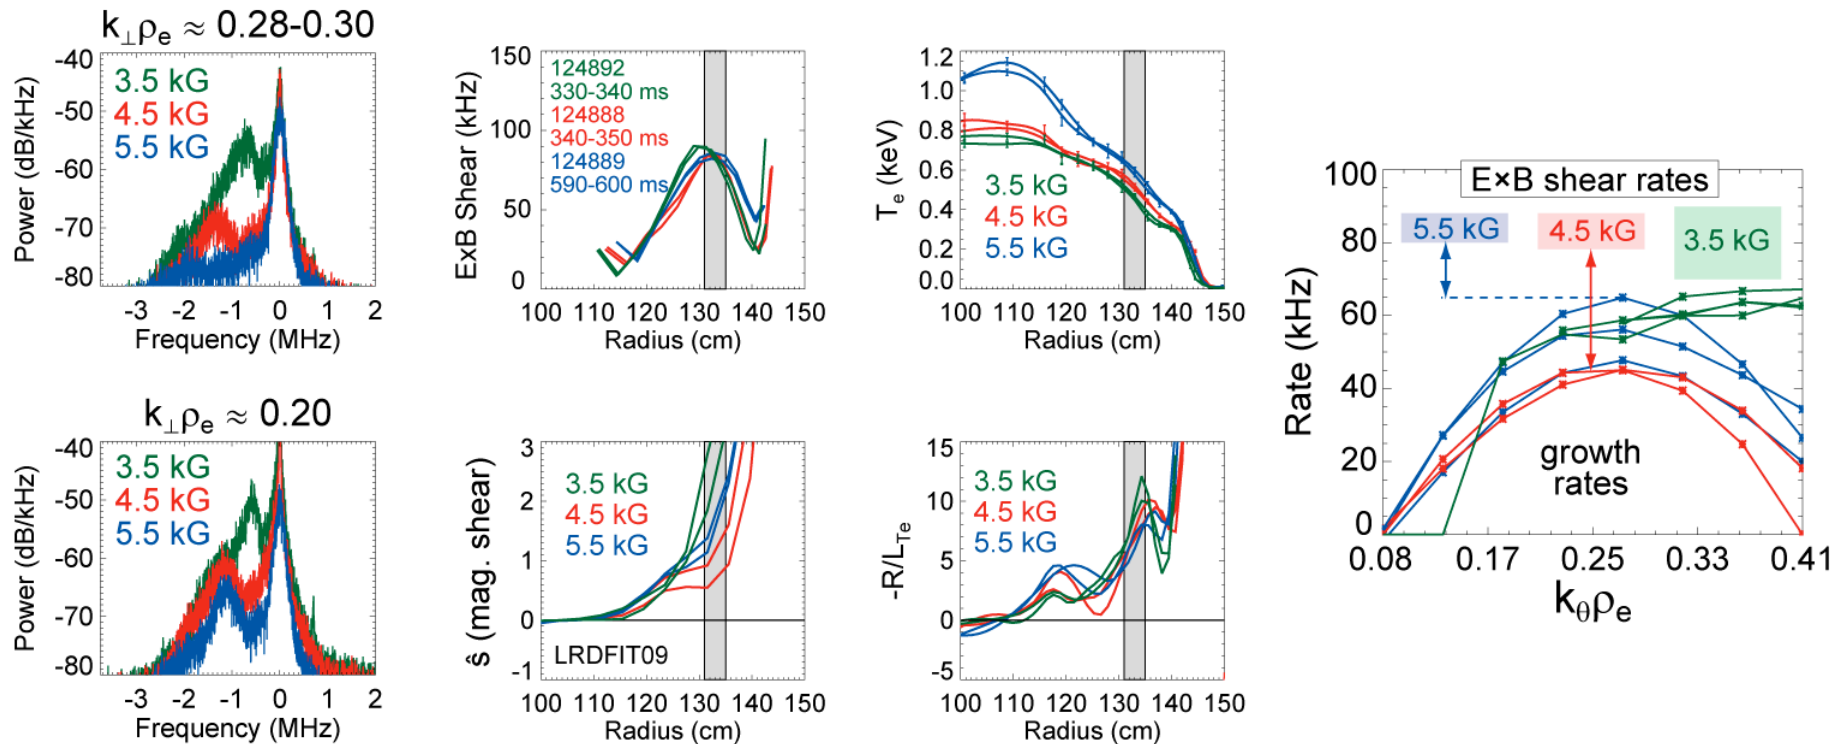 k⊥ρe ≈ 0.28-0.30
-40
-50
-60
-70
-80
Power (dB/kHz)
3.5 kG
4.5 kG
5.5 kG
-3 -2 -1 0 1 2
Frequency (MHz)
150
100
50
0
ExB Shear (kHz)
124892
330-340 ms
124888
340-350 ms
124889
590-600 ms
100 110 120 130 140 150
Radius (cm)
1.2
1.0
0.8
0.6
0.4
0.2
0.0
Te (keV)
3.5 kG
4.5 kG
5.5 kG
100 110 120 130 140 150
Radius (cm)
k⊥ρe ≈ 0.20
-40
-50
-60
-70
-80
Power (dB/kHz)
3.5 kG
4.5 kG
5.5 kG
-3 -2 -1 0 1 2
Frequency (MHz)
3
2
1
0
-1
ŝ (mag. shear)
3.5 kG
4.5 kG
5.5 kG
LRDFIT09
100 110 120 130 140 150
Radius (cm)
15
10
5
0
-5
-R/LTe
3.5 kG
4.5 kG
5.5 kG
100 110 120 130 140 150
Radius (cm)
100
80
60
40
20
0
Rate (kHz)
E×B shear rates
5.5 kG
4.5 kG
3.5 kG
growth
rates
0.08 0.17 0.25 0.33 0.41
kθρe